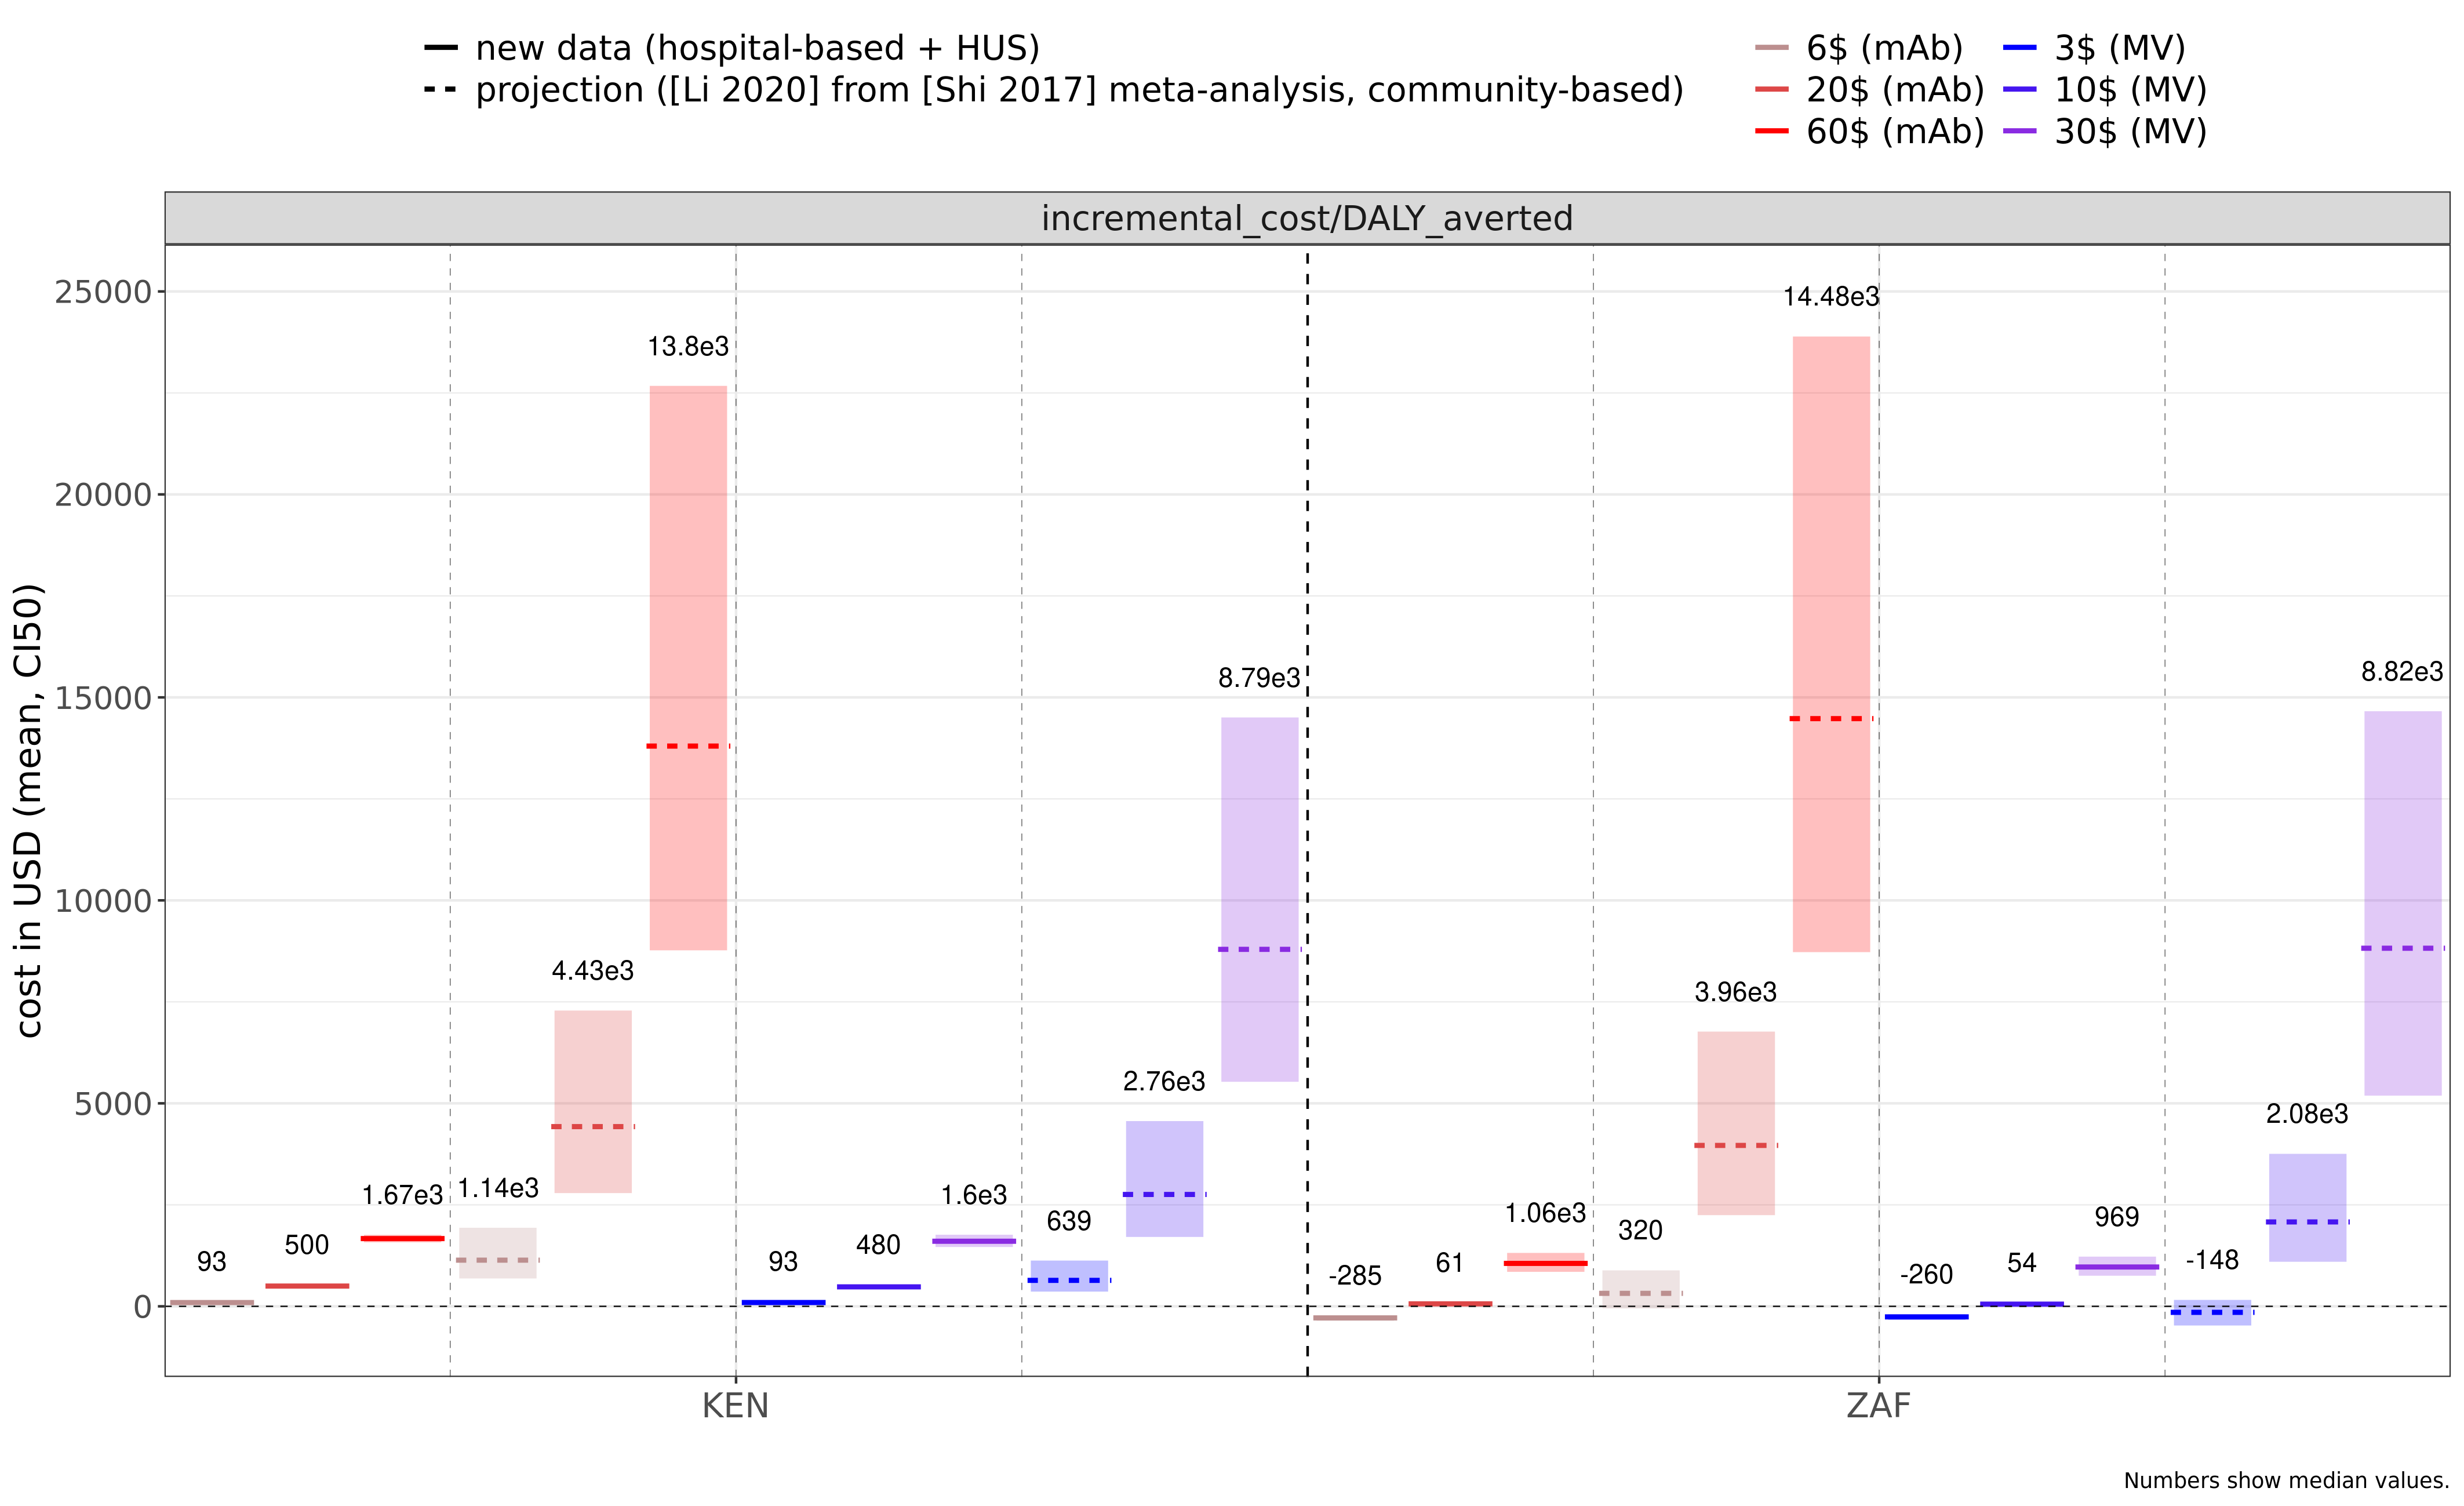 new data (hospital-based + HUS)
projection ([Li 2020] from [Shi 2017] meta-analysis, community-based)
6$ (mAb)
20$ (mAb)
60$ (mAb)
3$ (MV)
10$ (MV)
30$ (MV)
incremental_cost/DALY_averted
cost in USD (mean, CI50)
25000
20000
15000
10000
5000
0
93
500
1.67e3
1.14e3
4.43e3
13.8e3
93
480
1.6e3
639
2.76e3
8.79e3
-285
61
1.06e3
320
3.96e3
14.48e3
-260
54
969
-148
2.08e3
8.82e3
KEN
ZAF
Numbers show median values.